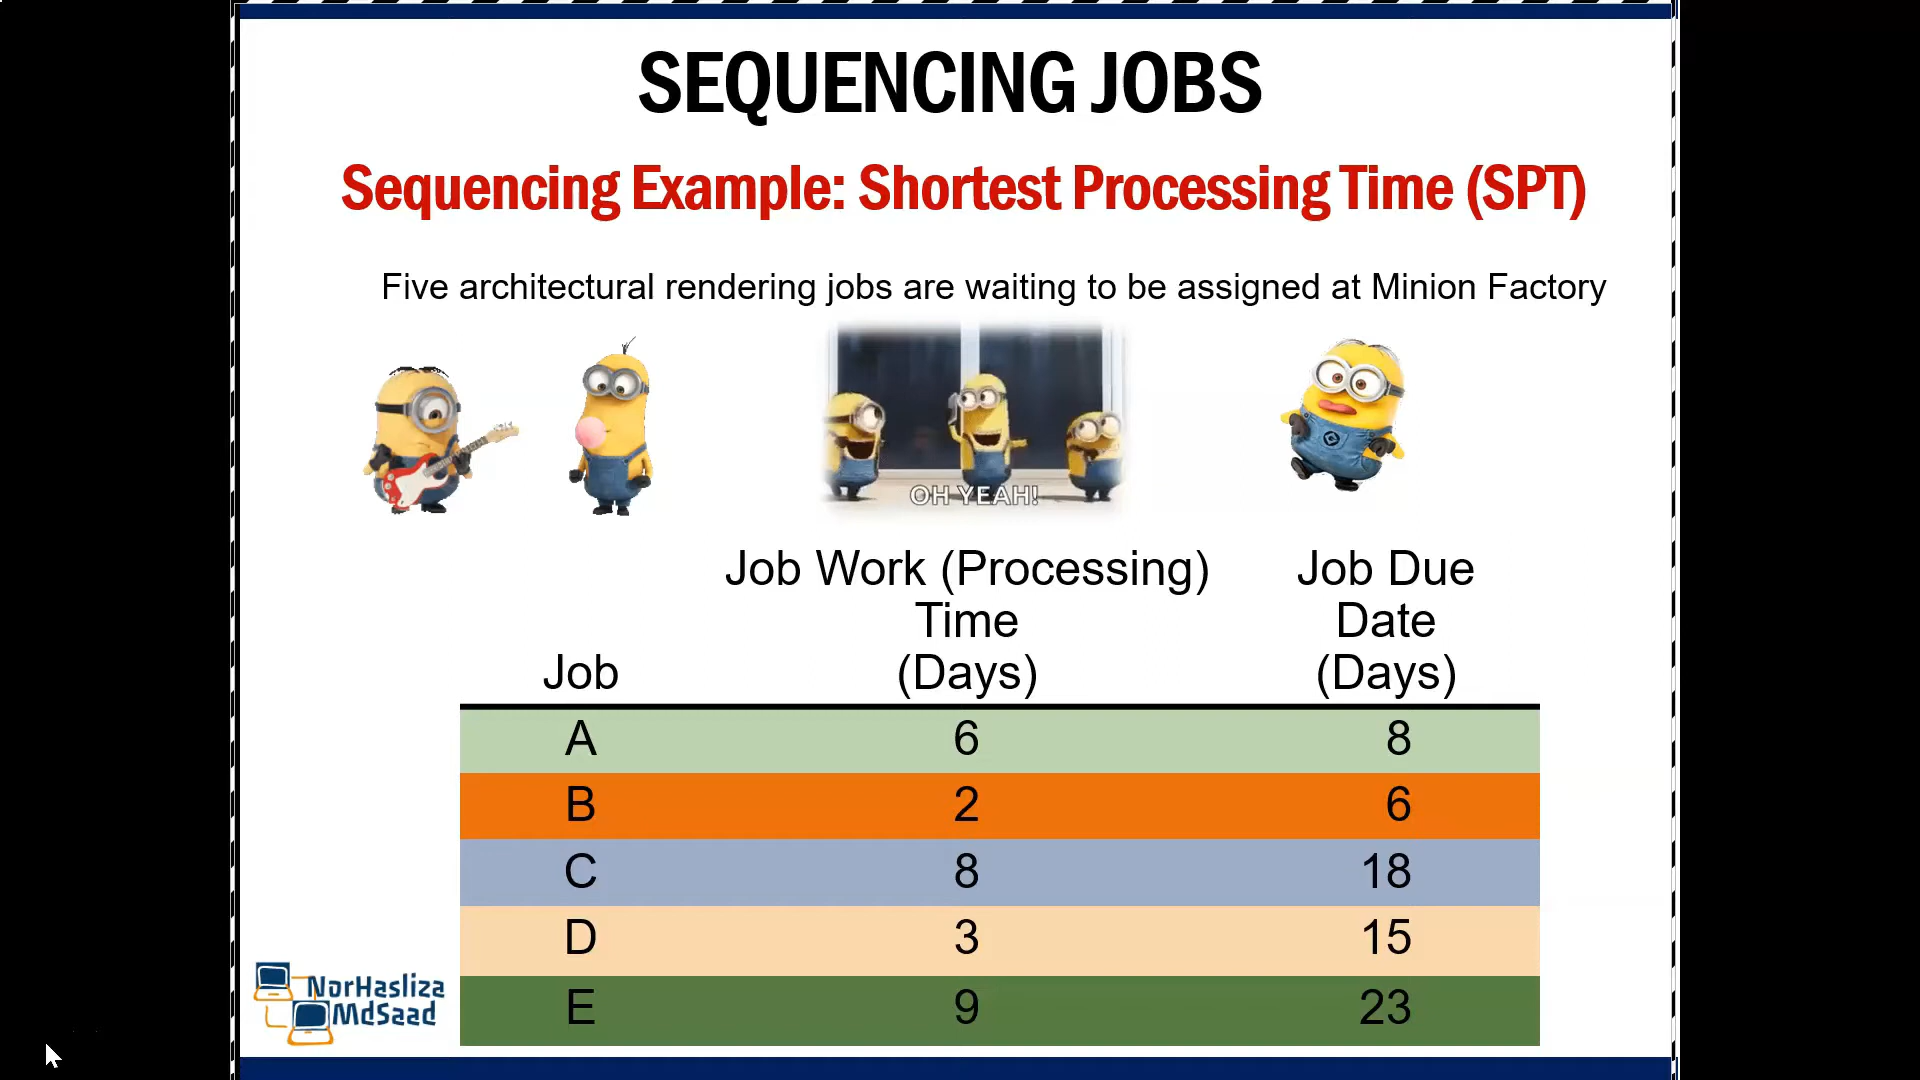 SEQUENCING JOBS
Sequencing Example: Shortest Processing Time (SPT)
Five architectural rendering jobs are waiting to be assigned at Minion Factory
OH YEAH!
Job Work (Processing) Job Due
Time Date
Job (Days) (Days)
A 6 8
B 2 6
C 8 18
D 3 15
E 9 23
NorHasliza
MdSaad